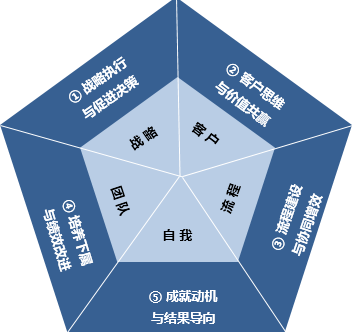 ① 战略执行
与促进决策
② 客户思维
与价值共赢
战略
客户
团队
流程
自我
④ 培养下属
与绩效改进
③ 流程建设
与协同增效
⑤ 成就动机
与结果导向